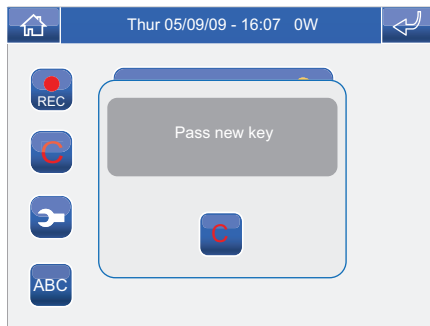 Thur 05/09/09 - 16:07 0W
REC
Pass new key
C
C
ABC